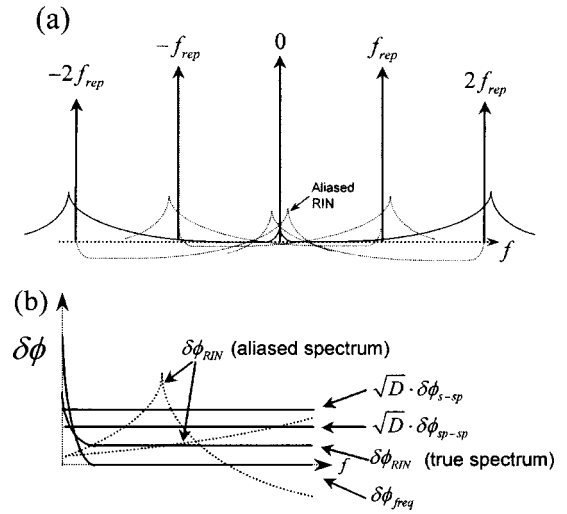 (a)
0
−f_rep
f_rep
−2f_rep
2f_rep
Aliased
RIN
f
(b)
δϕ
δϕ_RIN (aliased spectrum)
√D · δϕ_s−sp
√D · δϕ_sp−sp
f
δϕ_RIN (true spectrum)
δϕ_freq